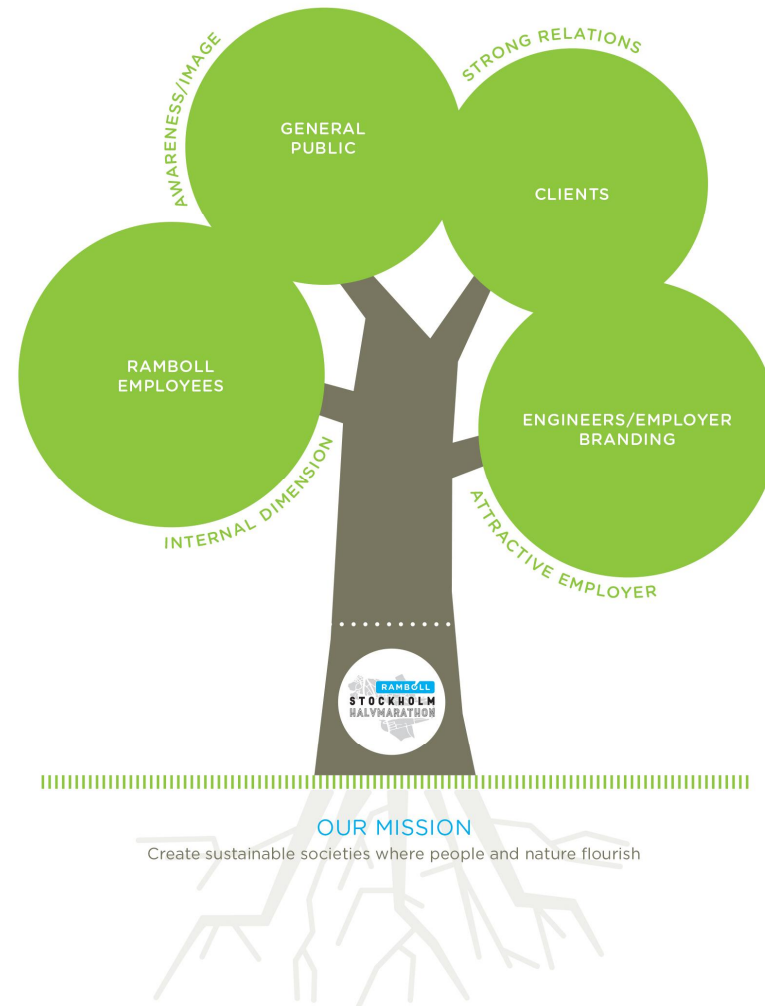 AWARENESS/IMAGE
GENERAL
PUBLIC
STRONG RELATIONS
CLIENTS
RAMBOLL
EMPLOYEES
INTERNAL DIMENSION
ENGINEERS/EMPLOYER
BRANDING
ATTRACTIVE EMPLOYER
RAMBOLL
STOCKHOLM
HALVMARATHON
OUR MISSION
Create sustainable societies where people and nature flourish